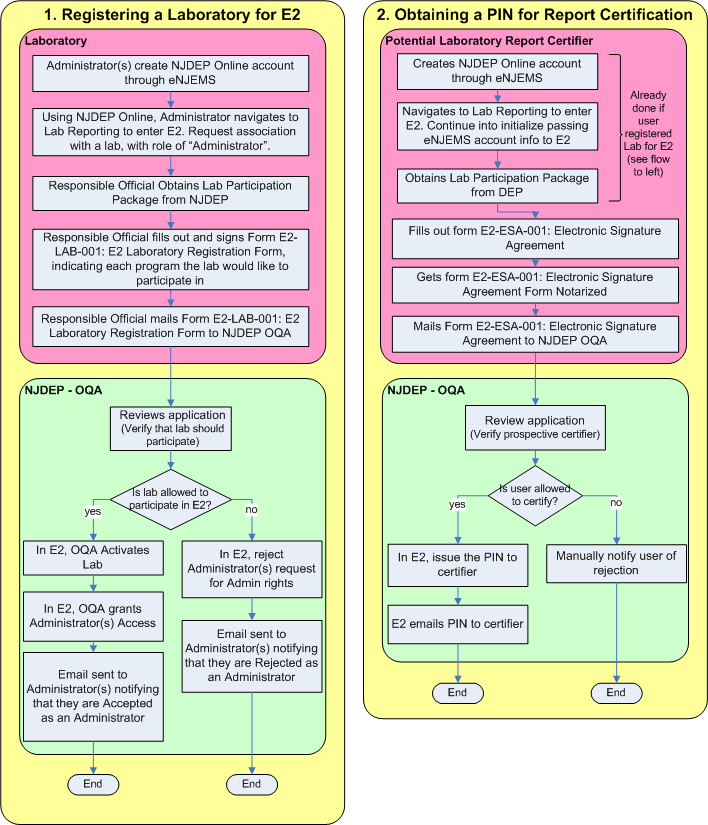 1. Registering a Laboratory for E2
Laboratory
Administrator(s) create NJDEP Online account
through eNJEMS
Using NJDEP Online, Administrator navigates to
Lab Reporting to enter E2. Request association
with a lab, with role of “Administrator”.
Responsible Official Obtains Lab Participation
Package from NJDEP
Responsible Official fills out and signs Form E2-
LAB-001: E2 Laboratory Registration Form,
indicating each program the lab would like to
participate in
Responsible Official mails Form E2-LAB-001: E2
Laboratory Registration Form to NJDEP OQA
NJDEP - OQA
Reviews application
(Verify that lab should
participate)
Is lab allowed to
participate in E2?
yes
no
In E2, OQA Activates
Lab
In E2, OQA grants
Administrator(s) Access
Email sent to
Administrator(s) notifying
that they are Accepted
as an Administrator
End
In E2, reject
Administrator(s) request
for Admin rights
Email sent to
Administrator(s) notifying
that they are Rejected as
an Administrator
End
2. Obtaining a PIN for Report Certification
Potential Laboratory Report Certifier
Creates NJDEP Online account
through eNJEMS
Navigates to Lab Reporting to enter
E2. Continue into initialize passing
eNJEMS account info to E2
Obtains Lab Participation Package
from DEP
Already
done if
user
registered
Lab for E2
(see flow
to left)
Fills out form E2-ESA-001: Electronic Signature
Agreement
Gets form E2-ESA-001: Electronic Signature
Agreement Form Notarized
Mails Form E2-ESA-001: Electronic Signature
Agreement to NJDEP OQA
NJDEP - OQA
Review application
(Verify prospective certifier)
Is user allowed
to certify?
yes
no
In E2, issue the PIN to
certifier
E2 emails PIN to certifier
End
Manually notify user of
rejection
End